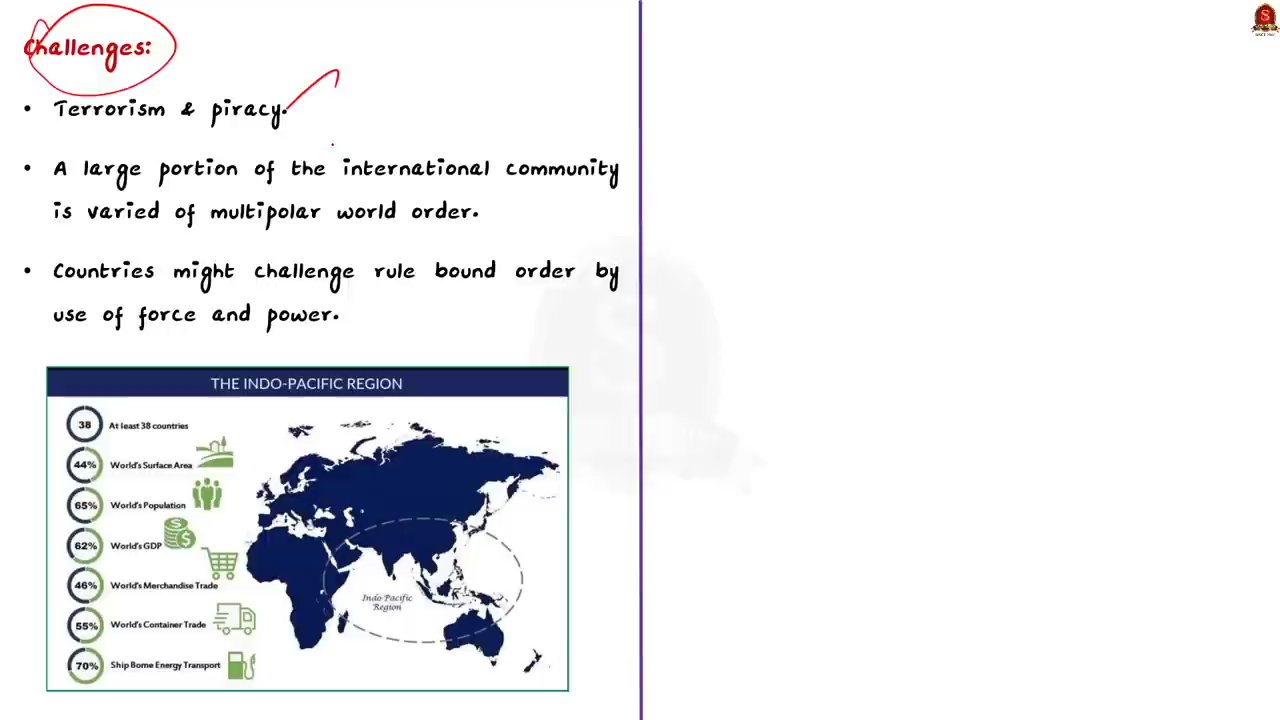 Challenges:
• Terrorism & piracy.
• A large portion of the international community
is varied of multipolar world order.
• Countries might challenge rule bound order by
use of force and power.
THE INDO-PACIFIC REGION
38 At least 38 countries
44% World's Surface Area
65% World's Population
62% World's GDP
46% World's Merchandise Trade
55% World's Container Trade
70% Ship Borne Energy Transport
Indo-Pacific
Region
S